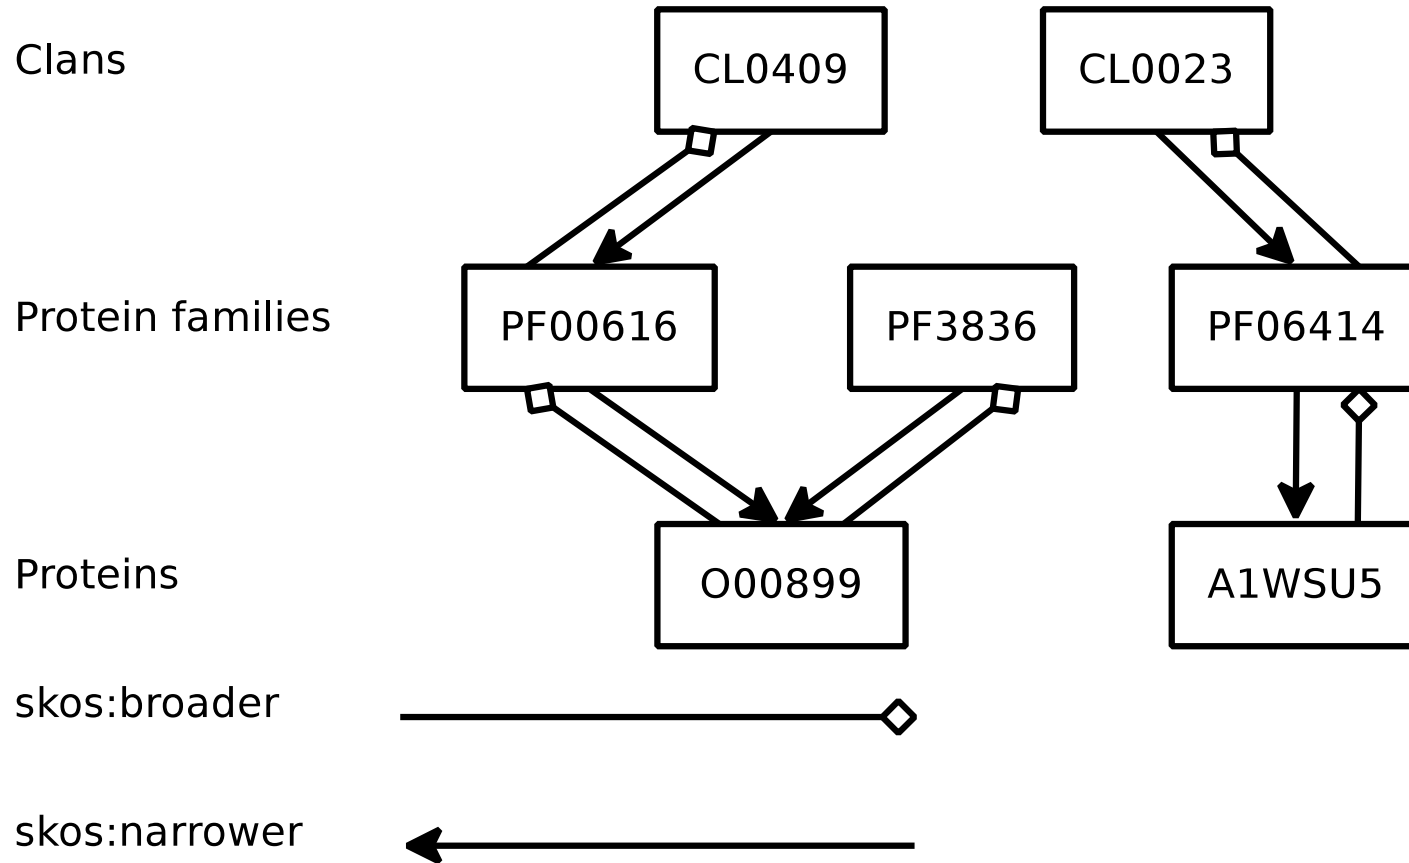 Clans
CL0409
CL0023
Protein families
PF00616
PF3836
PF06414
Proteins
O00899
A1WSU5
skos:broader
skos:narrower